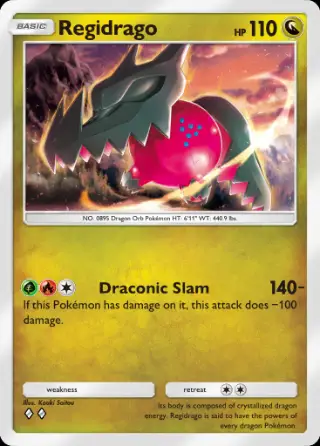 BASIC
Regidrago
HP 110
NO. 0895 Dragon Orb Pokémon HT: 6'11" WT: 440.9 lbs.
Draconic Slam 140-
If this Pokémon has damage on it, this attack does −100
damage.
weakness
retreat
Illus. Kouki Saitou
Its body is composed of crystallized dragon
energy. Regidrago is said to have the powers of
every dragon Pokémon.